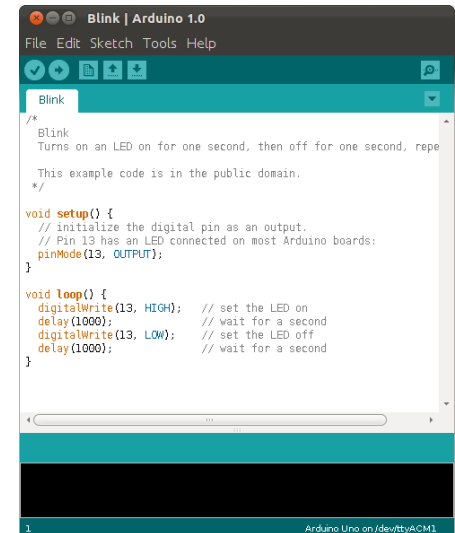 Blink | Arduino 1.0
File Edit Sketch Tools Help
Blink
/*
  Blink
  Turns on an LED on for one second, then off for one second, repe

  This example code is in the public domain.
 */

void setup() {
  // initialize the digital pin as an output.
  // Pin 13 has an LED connected on most Arduino boards:
  pinMode(13, OUTPUT);
}

void loop() {
  digitalWrite(13, HIGH);   // set the LED on
  delay(1000);              // wait for a second
  digitalWrite(13, LOW);    // set the LED off
  delay(1000);              // wait for a second
}
1 Arduino Uno on /dev/ttyACM1